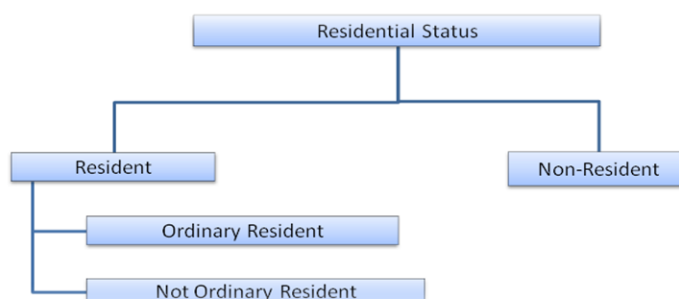 Residential Status
Resident
Non-Resident
Ordinary Resident
Not Ordinary Resident